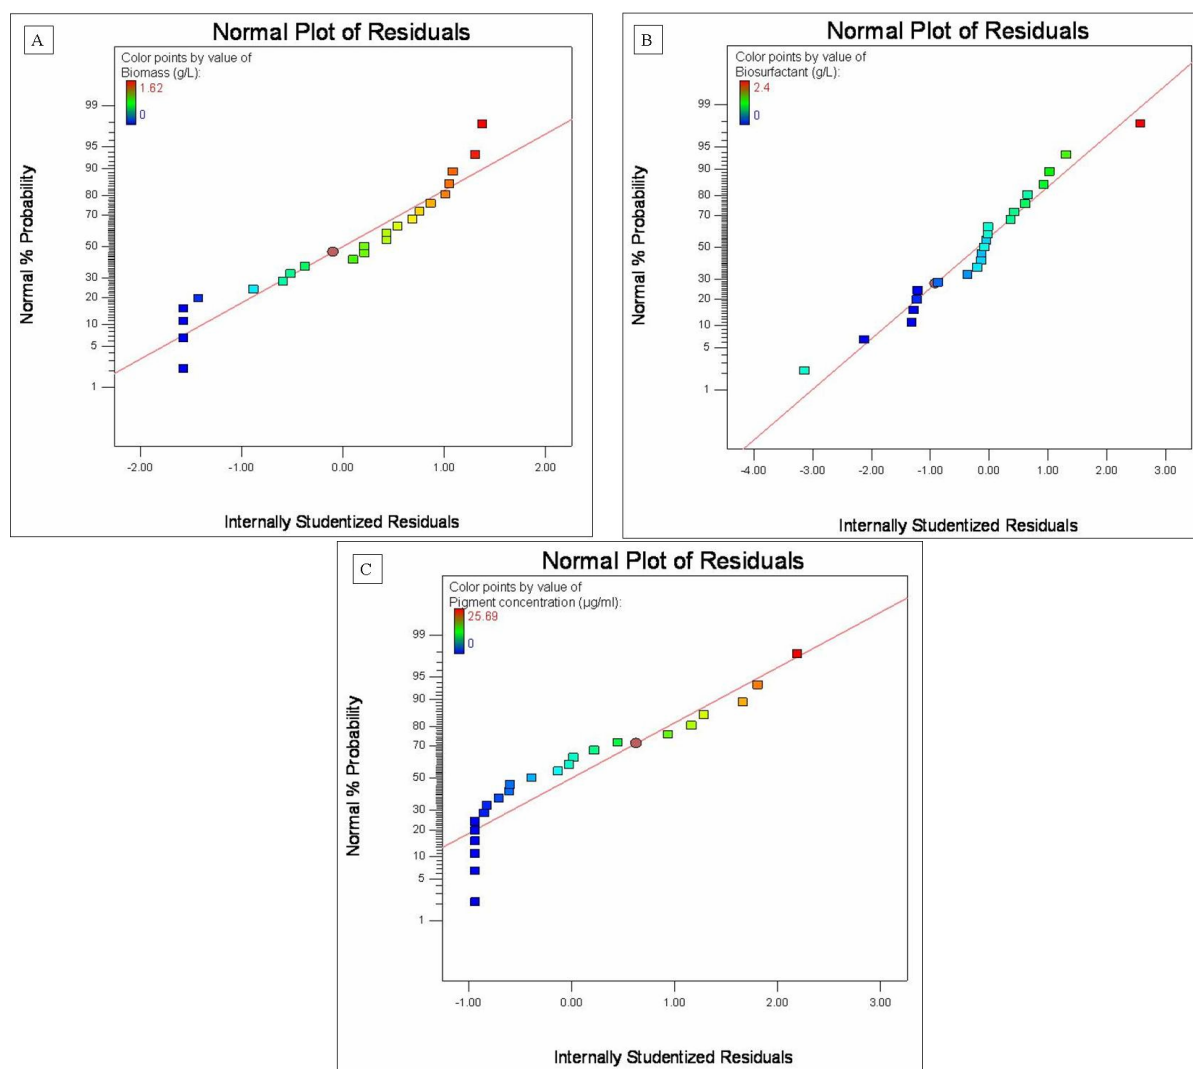 A
Normal Plot of Residuals
Color points by value of
Biomass (g/L):
1.62
0
Normal % Probability
99
95
90
80
70
50
30
20
10
5
1
-2.00 -1.00 0.00 1.00 2.00
Internally Studentized Residuals
B
Normal Plot of Residuals
Color points by value of
Biosurfactant (g/L):
2.4
0
Normal % Probability
99
95
90
80
70
50
30
20
10
5
1
-4.00 -3.00 -2.00 -1.00 0.00 1.00 2.00 3.00
Internally Studentized Residuals
C
Normal Plot of Residuals
Color points by value of
Pigment concentration (µg/ml):
25.69
0
Normal % Probability
99
95
90
80
70
50
30
20
10
5
1
-1.00 0.00 1.00 2.00 3.00
Internally Studentized Residuals